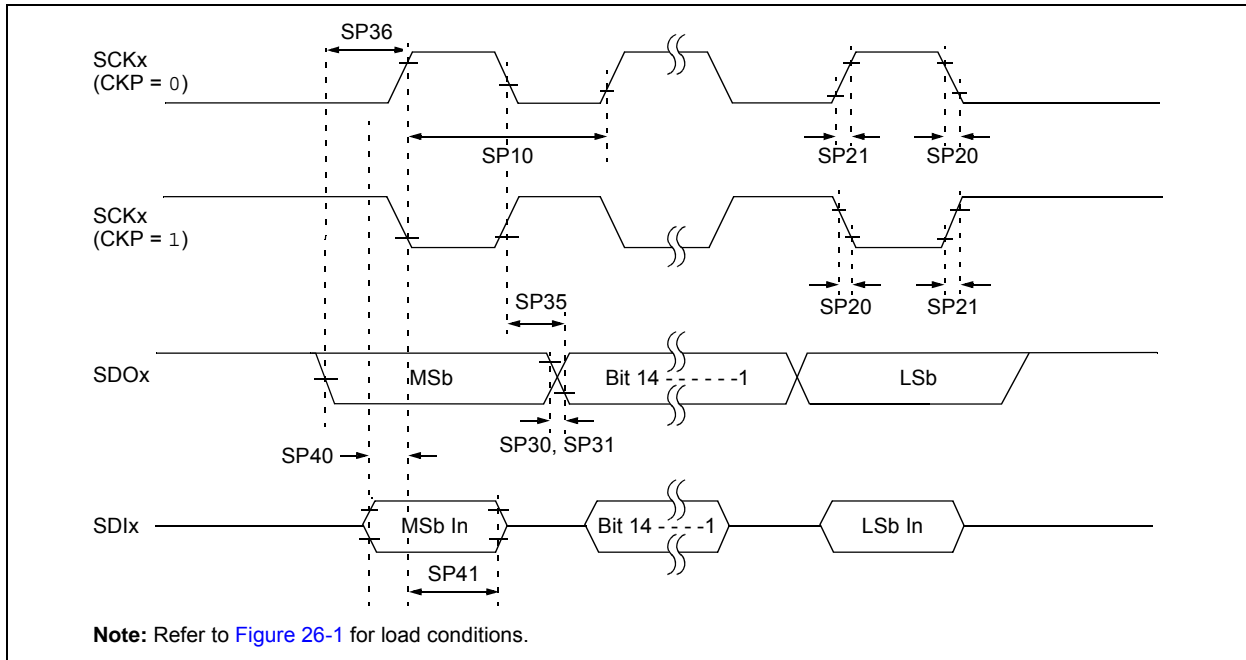 SP36
SCKx
(CKP = 0)
SP10
SP21
SP20
SCKx
(CKP = 1)
SP35
SP20
SP21
SDOx
MSb
Bit 14 - - - - - -1
LSb
SP30, SP31
SP40
SDIx
MSb In
Bit 14 - - - - -1
LSb In
SP41
Note: Refer to Figure 26-1 for load conditions.